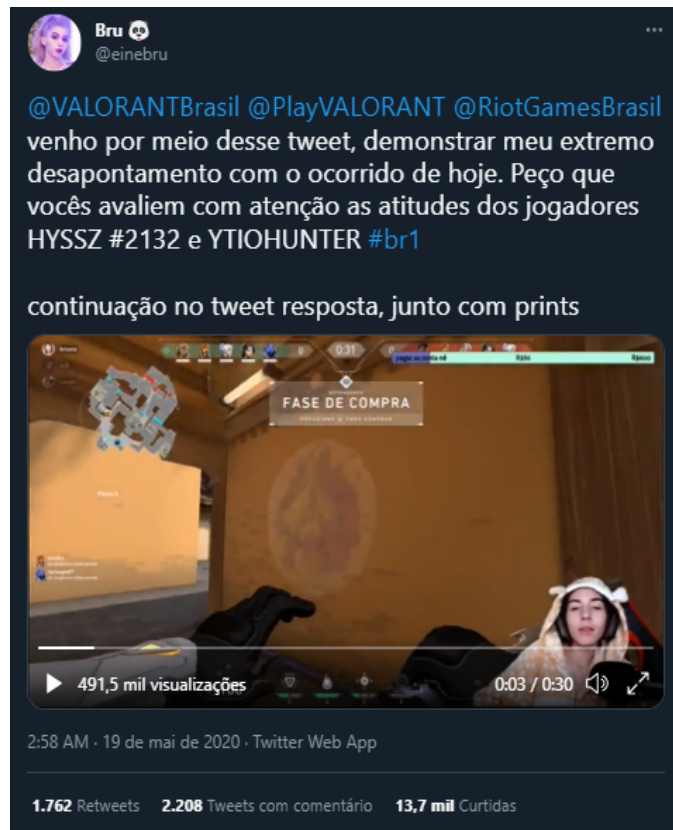 Bru
@einebru
@VALORANTBrasil @PlayVALORANT @RiotGamesBrasil
venho por meio desse tweet, demonstrar meu extremo
desapontamento com o ocorrido de hoje. Peço que
vocês avaliem com atenção as atitudes dos jogadores
HYSSZ #2132 e YTIOHUNTER #br1
continuação no tweet resposta, junto com prints
0:31
FASE DE COMPRA
491,5 mil visualizações
0:03 / 0:30
2:58 AM · 19 de mai de 2020 · Twitter Web App
1.762 Retweets 2.208 Tweets com comentário 13,7 mil Curtidas